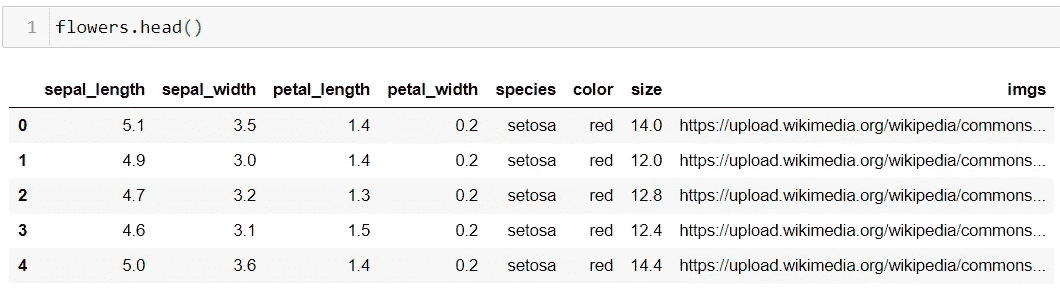 1 flowers.head()
sepal_length sepal_width petal_length petal_width species color size imgs
0 5.1 3.5 1.4 0.2 setosa red 14.0 https://upload.wikimedia.org/wikipedia/commons...
1 4.9 3.0 1.4 0.2 setosa red 12.0 https://upload.wikimedia.org/wikipedia/commons...
2 4.7 3.2 1.3 0.2 setosa red 12.8 https://upload.wikimedia.org/wikipedia/commons...
3 4.6 3.1 1.5 0.2 setosa red 12.4 https://upload.wikimedia.org/wikipedia/commons...
4 5.0 3.6 1.4 0.2 setosa red 14.4 https://upload.wikimedia.org/wikipedia/commons...